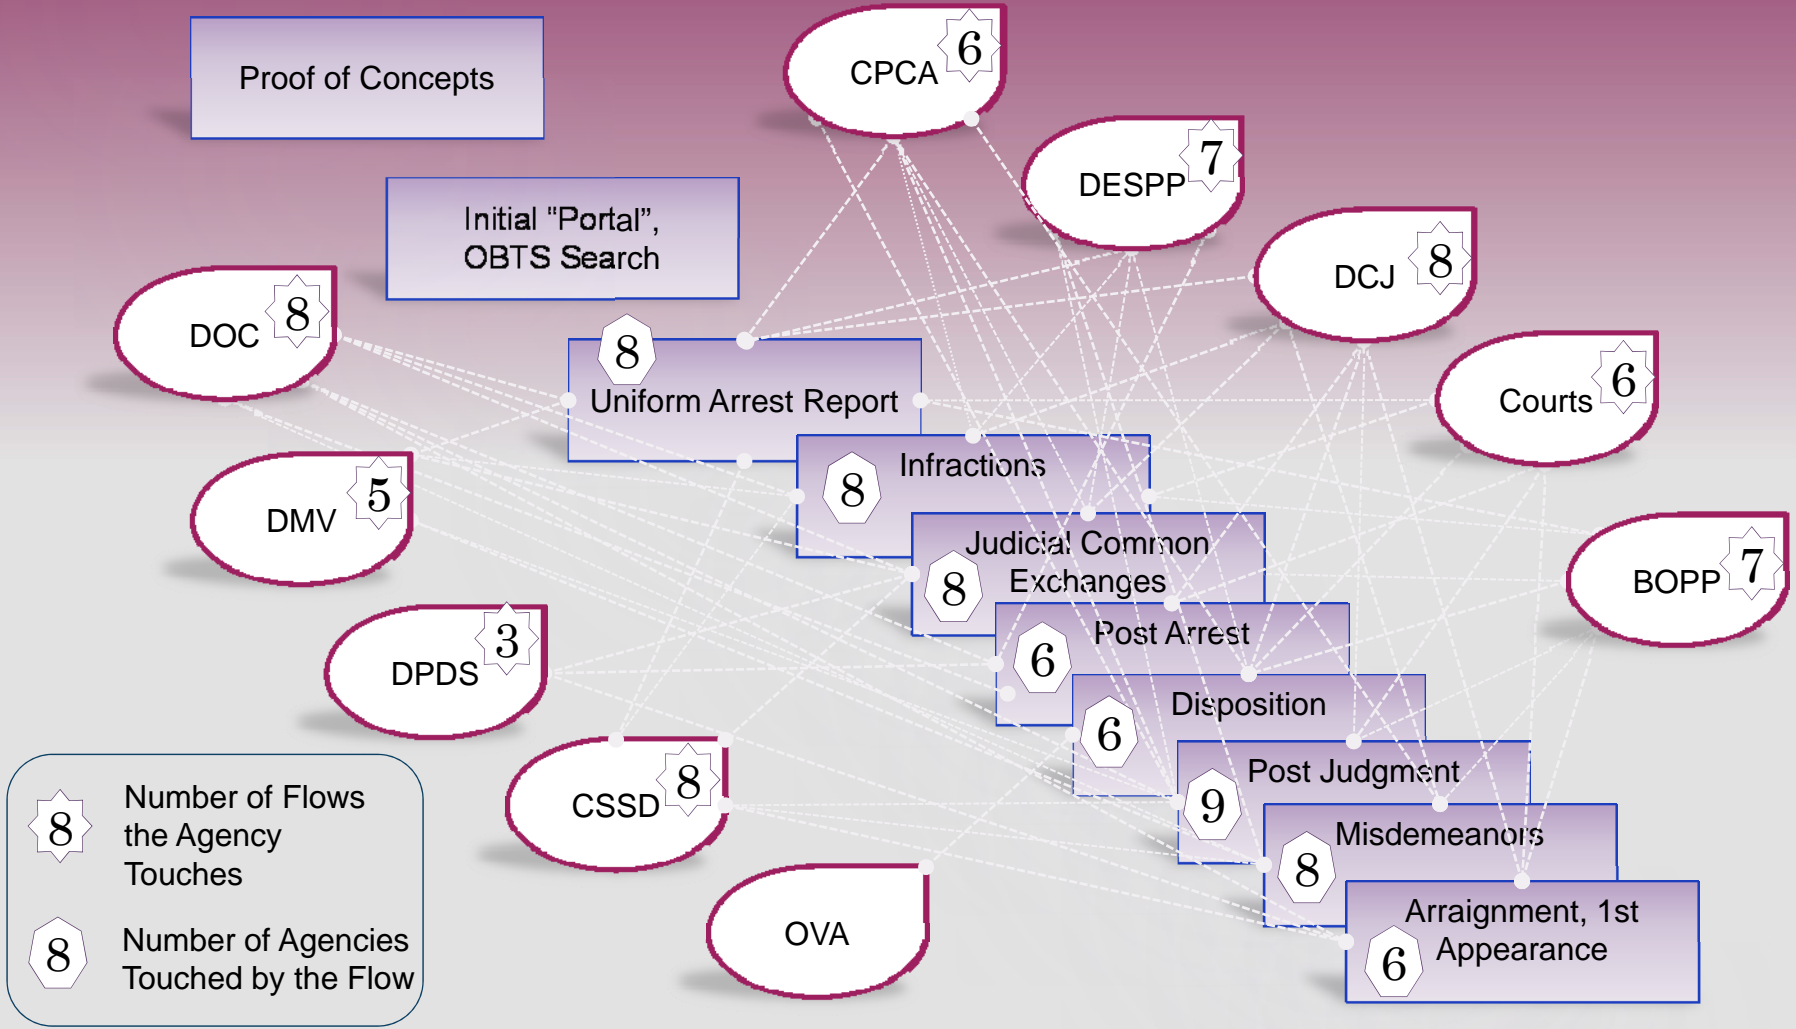 Proof of Concepts
CPCA
6
DESPP
7
Initial “Portal”,
OBTS Search
DCJ
8
DOC
8
8
Uniform Arrest Report
Courts
6
Infractions
8
DMV
5
Judicial Common
Exchanges
8
BOPP
7
Post Arrest
6
DPDS
3
Disposition
6
Post Judgment
9
CSSD
8
Misdemeanors
8
OVA
Arraignment, 1st
Appearance
6
8
Number of Flows
the Agency
Touches
8
Number of Agencies
Touched by the Flow